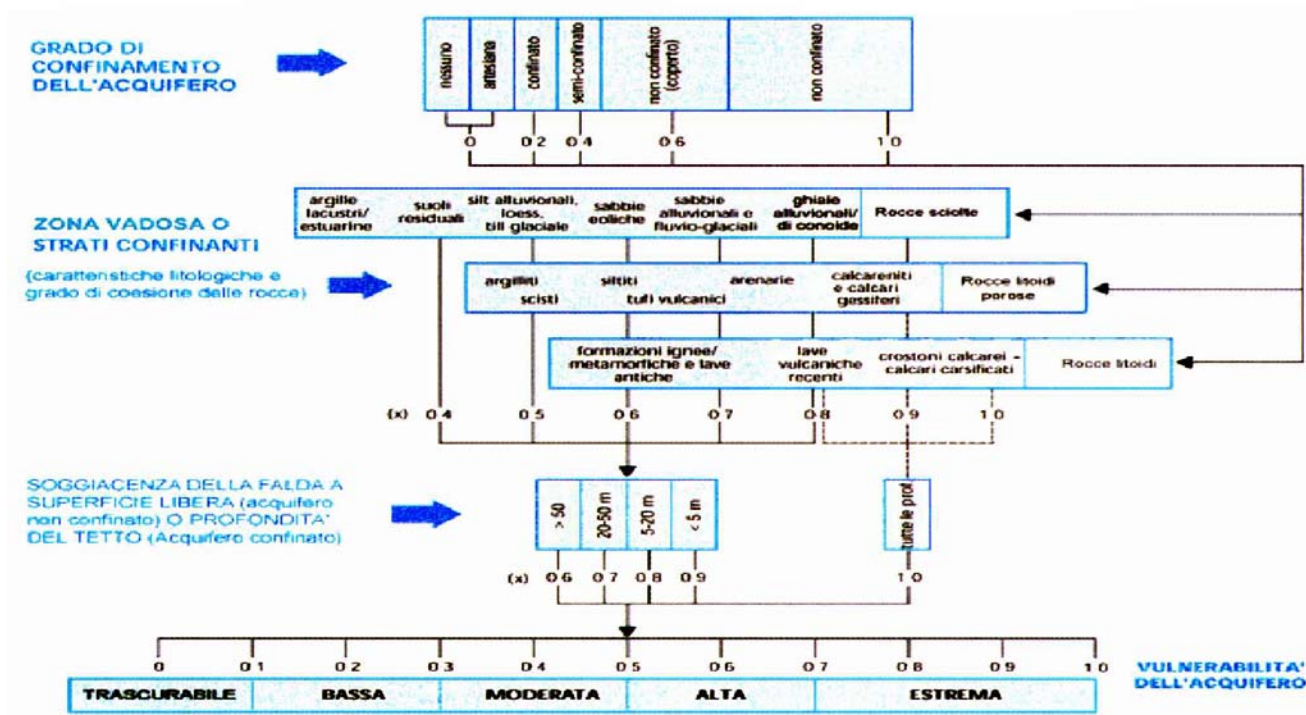 GRADO DI
CONFINAMENTO
DELL'ACQUIFERO
nessuno
artesiana
confinato
semi-confinato
non confinato
(coperto)
non confinato
0 0 2 0 4 0 6 1 0
ZONA VADOSA O
STRATI CONFINANTI
(caratteristiche litologiche e
grado di coesione delle rocce)
argille
lacustri/
estuarine
suoli
residuali
silt alluvionali,
loess,
till glaciale
sabbie
eoliche
sabbie
alluvionali e
fluvio-glaciali
ghiaie
alluvionali/
di conoide
Rocce sciolte
argilliti
scisti
siltiti
tufi vulcanici
arenarie
calcareniti
e calcari
gessiferi
Rocce litoidi
porose
formazioni ignee/
metamorfiche e lave
antiche
lave
vulcaniche
recenti
crostoni calcarei -
calcari carsificati
Rocce litoidi
(x) 0 4 0 5 0 6 0 7 0 8 0 9 1 0
SOGGIACENZA DELLA FALDA A
SUPERFICIE LIBERA (acquifero
non confinato) O PROFONDITA'
DEL TETTO (Acquifero confinato)
> 50
20-50 m
5-20 m
< 5 m
tutte le prof
(x) 0 6 0 7 0 8 0 9 1 0
0 0 1 0 2 0 3 0 4 0 5 0 6 0 7 0 8 0 9 1 0
TRASCURABILE BASSA MODERATA ALTA ESTREMA
VULNERABILITA'
DELL'ACQUIFERO